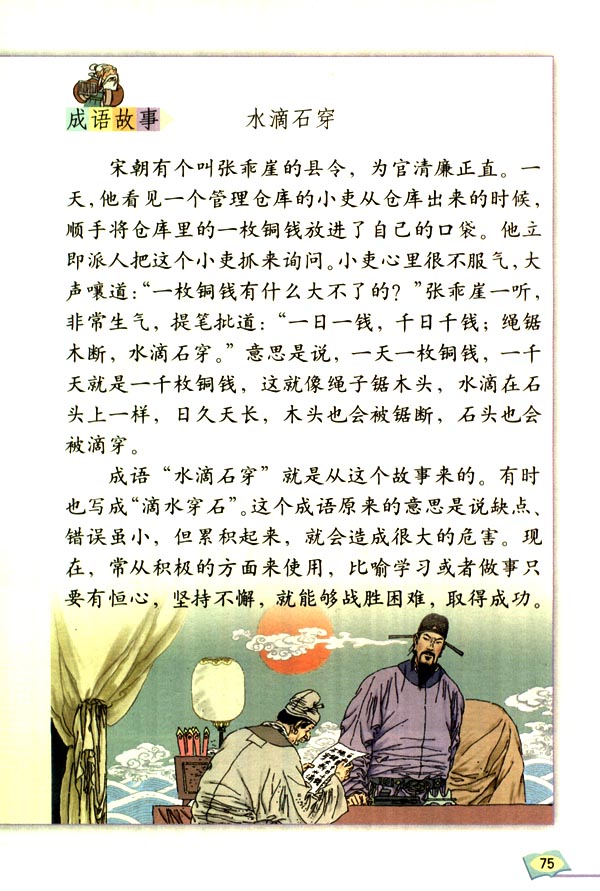 成语故事
水滴石穿
宋朝有个叫张乖崖的县令，为官清廉正直。一
天，他看见一个管理仓库的小吏从仓库出来的时候，
顺手将仓库里的一枚铜钱放进了自己的口袋。他立
即派人把这个小吏抓来询问。小吏心里很不服气，大
声嚷道：“一枚铜钱有什么大不了的？”张乖崖一听，
非常生气，提笔批道：“一日一钱，千日千钱；绳锯
木断，水滴石穿。”意思是说，一天一枚铜钱，一千
天就是一千枚铜钱，这就像绳子锯木头，水滴在石
头上一样，日久天长，木头也会被锯断，石头也会
被滴穿。
成语“水滴石穿”就是从这个故事来的。有时
也写成“滴水穿石”。这个成语原来的意思是说缺点、
错误虽小，但累积起来，就会造成很大的危害。现
在，常从积极的方面来使用，比喻学习或者做事只
要有恒心，坚持不懈，就能够战胜困难，取得成功。
75